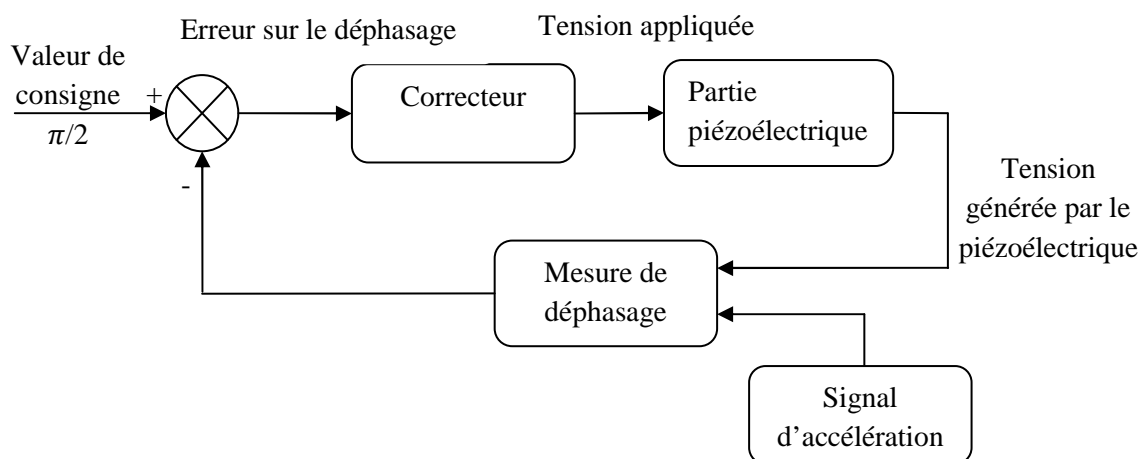 Erreur sur le déphasage
Tension appliquée
Valeur de
consigne
+
π/2
-
Correcteur
Partie
piézoélectrique
Tension
générée par le
piézoélectrique
Mesure de
déphasage
Signal
d’accélération